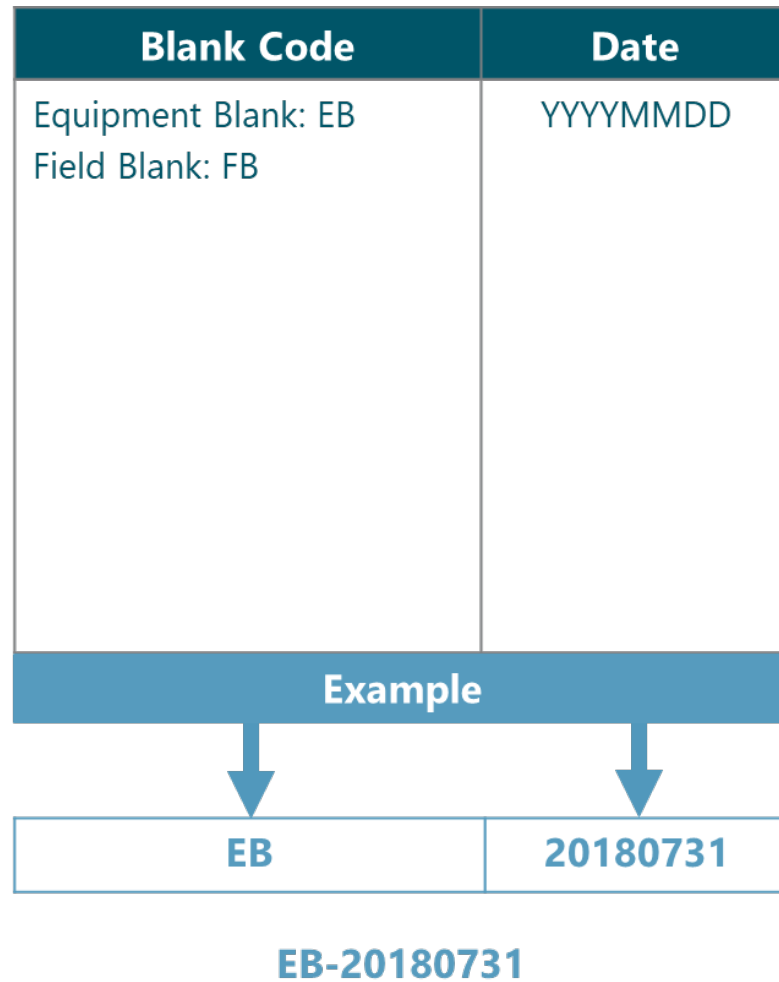 Blank Code Date
Equipment Blank: EB YYYYMMDD
Field Blank: FB
Example
EB 20180731
EB-20180731